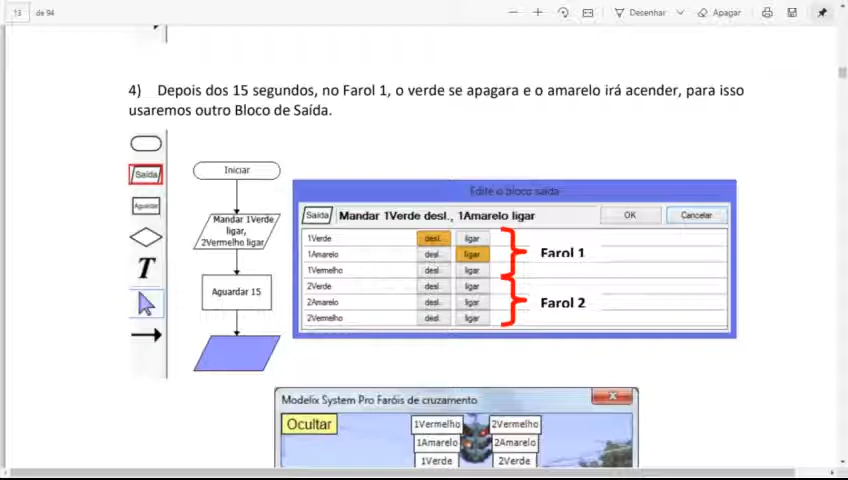 13 de 94
Desenhar
Apagar
4) Depois dos 15 segundos, no Farol 1, o verde se apagara e o amarelo irá acender, para isso
usaremos outro Bloco de Saída.
Saída
Aguardar
T
Iniciar
Mandar 1Verde
ligar,
2Vermelho ligar
Aguardar 15
Edite o bloco saída
Saída Mandar 1Verde desl., 1Amarelo ligar OK Cancelar
1Verde desl. ligar
1Amarelo desl. ligar
1Vermelho desl. ligar
2Verde desl. ligar
2Amarelo desl. ligar
2Vermelho desl. ligar
Farol 1
Farol 2
Modelix System Pro Faróis de cruzamento
Ocultar
1Vermelho 2Vermelho
1Amarelo 2Amarelo
1Verde 2Verde